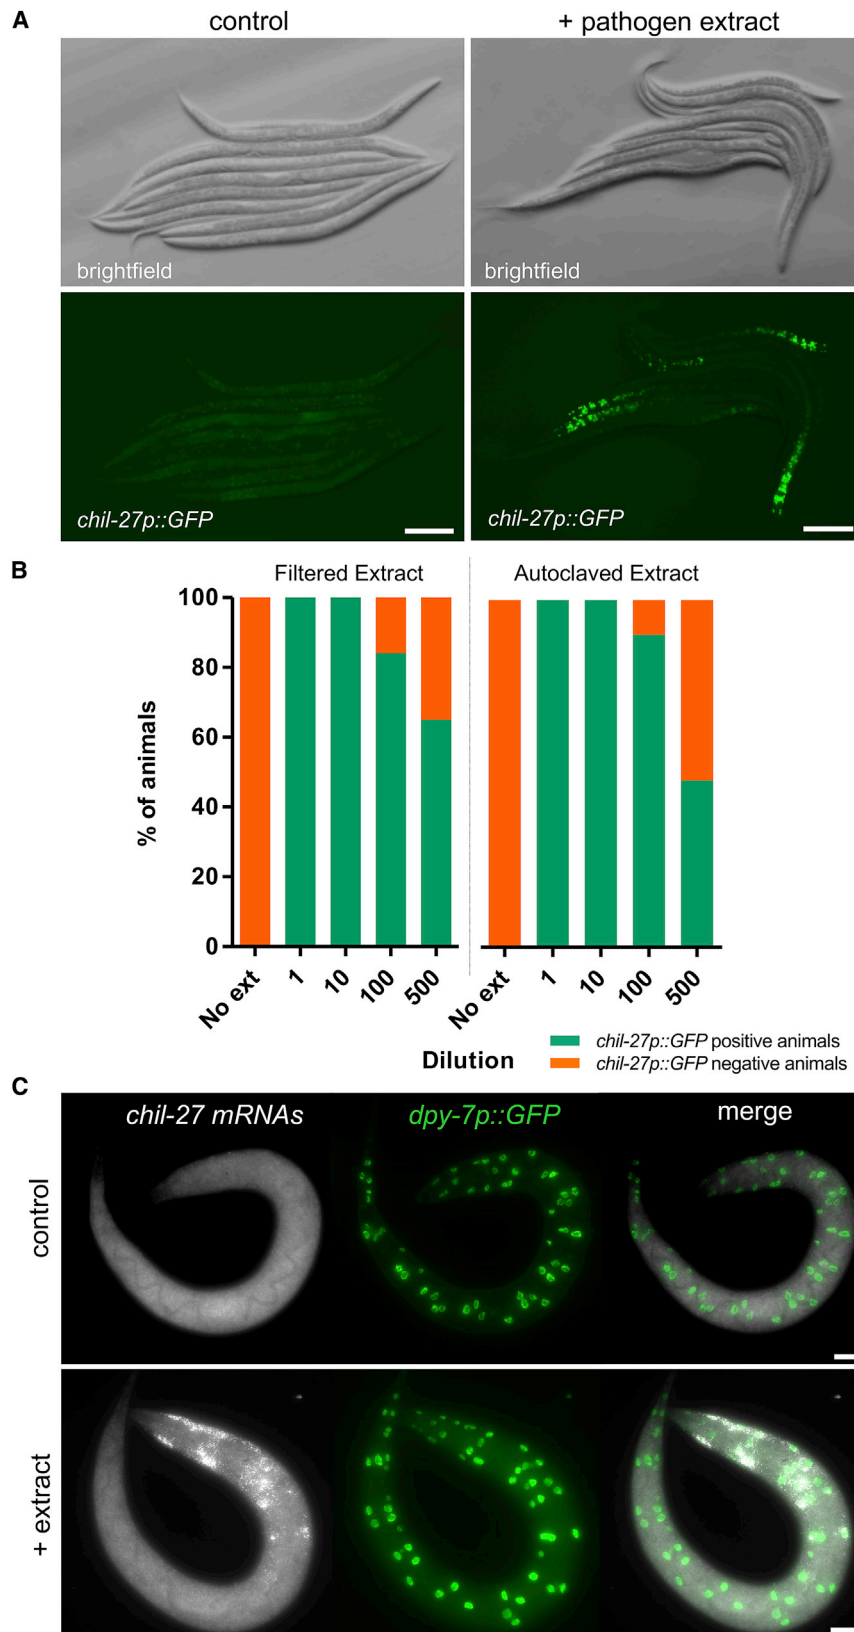 A
control
+ pathogen extract
brightfield
brightfield
chil-27p::GFP
chil-27p::GFP
B
Filtered Extract
Autoclaved Extract
% of animals
100
80
60
40
20
0
No ext
1
10
100
500
No ext
1
10
100
500
Dilution
chil-27p::GFP positive animals
chil-27p::GFP negative animals
C
chil-27 mRNAs
dpy-7p::GFP
merge
control
+ extract